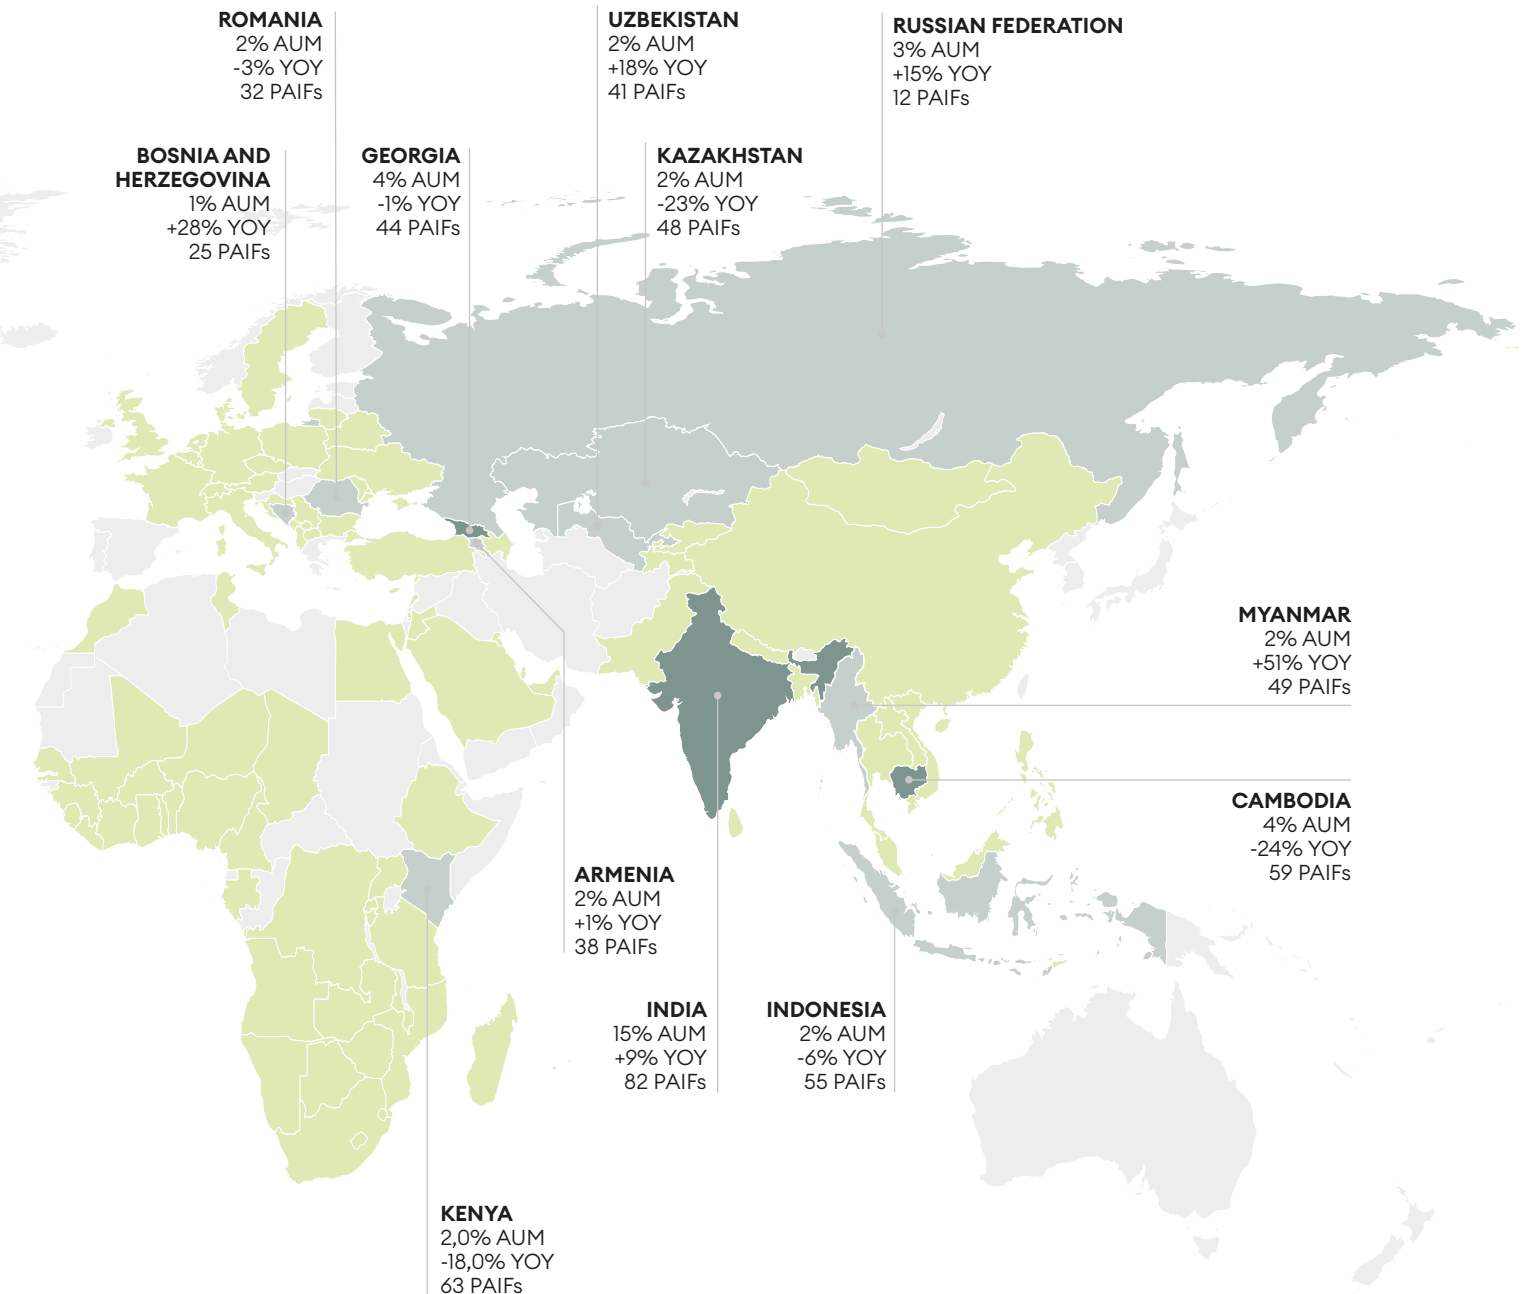 ROMANIA
2% AUM
-3% YOY
32 PAIFs
UZBEKISTAN
2% AUM
+18% YOY
41 PAIFs
RUSSIAN FEDERATION
3% AUM
+15% YOY
12 PAIFs
BOSNIA AND
HERZEGOVINA
1% AUM
+28% YOY
25 PAIFs
GEORGIA
4% AUM
-1% YOY
44 PAIFs
KAZAKHSTAN
2% AUM
-23% YOY
48 PAIFs
MYANMAR
2% AUM
+51% YOY
49 PAIFs
CAMBODIA
4% AUM
-24% YOY
59 PAIFs
ARMENIA
2% AUM
+1% YOY
38 PAIFs
INDIA
15% AUM
+9% YOY
82 PAIFs
INDONESIA
2% AUM
-6% YOY
55 PAIFs
KENYA
2,0% AUM
-18,0% YOY
63 PAIFs